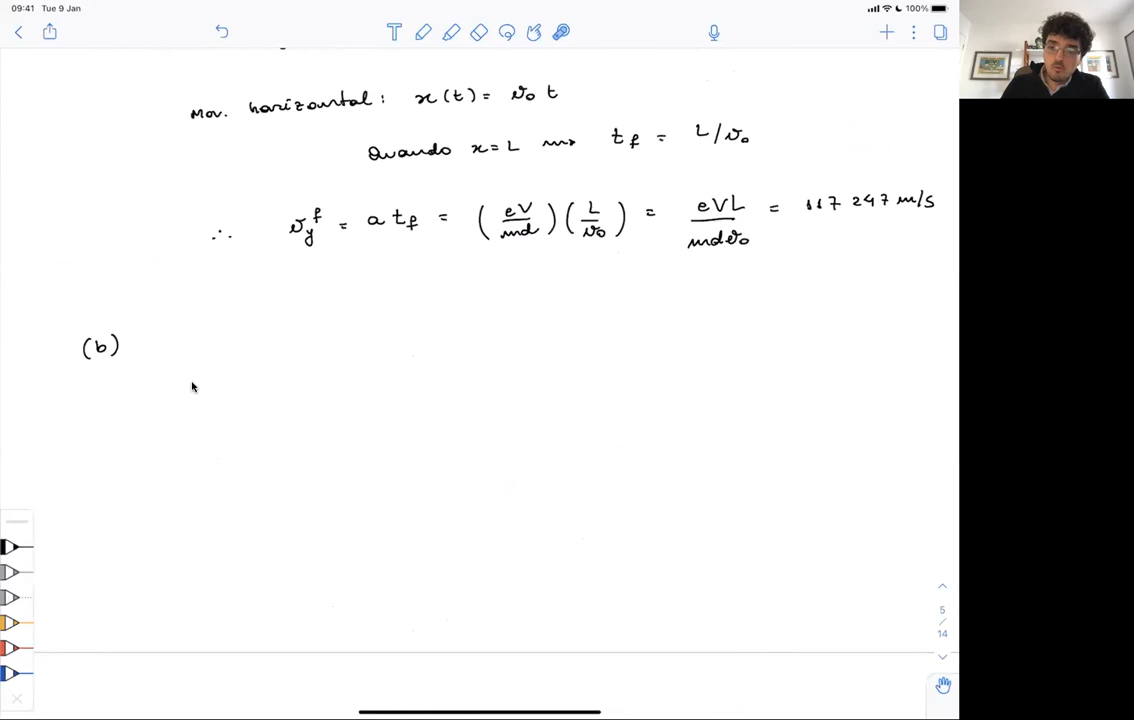 09:41 Tue 9 Jan
100%
Mov. horizontal: x(t) = v₀ t
Quando x=L ⟿ t_f = L/v₀
∴ v_y^f = a t_f = (eV/md)(L/v₀) = eVL/mdv₀ = 117 247 m/s
(b)
5
/
14